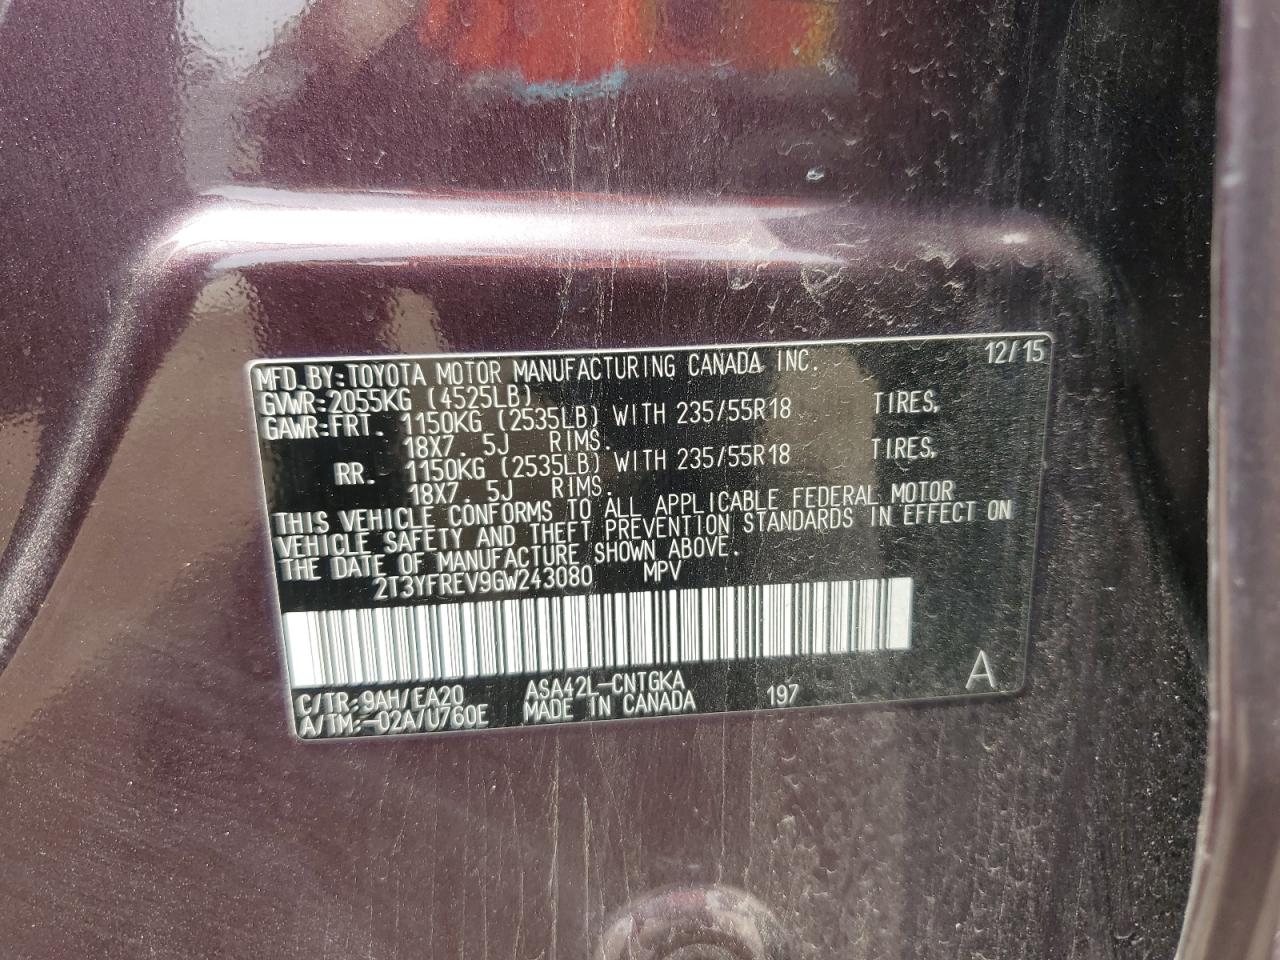 MFD.BY:TOYOTA MOTOR MANUFACTURING CANADA INC. 12/15
GVWR:2055KG (4525LB)
GAWR:FRT. 1150KG (2535LB) WITH 235/55R18 TIRES,
18X7. 5J RIMS.
RR. 1150KG (2535LB) WITH 235/55R18 TIRES,
18X7. 5J RIMS.
THIS VEHICLE CONFORMS TO ALL APPLICABLE FEDERAL MOTOR
VEHICLE SAFETY AND THEFT PREVENTION STANDARDS IN EFFECT ON
THE DATE OF MANUFACTURE SHOWN ABOVE.
2T3YFREV9GW243080 MPV
C/TR:9AH/EA20 ASA42L-CNTGKA 197 A
A/TM:-02A/U760E MADE IN CANADA